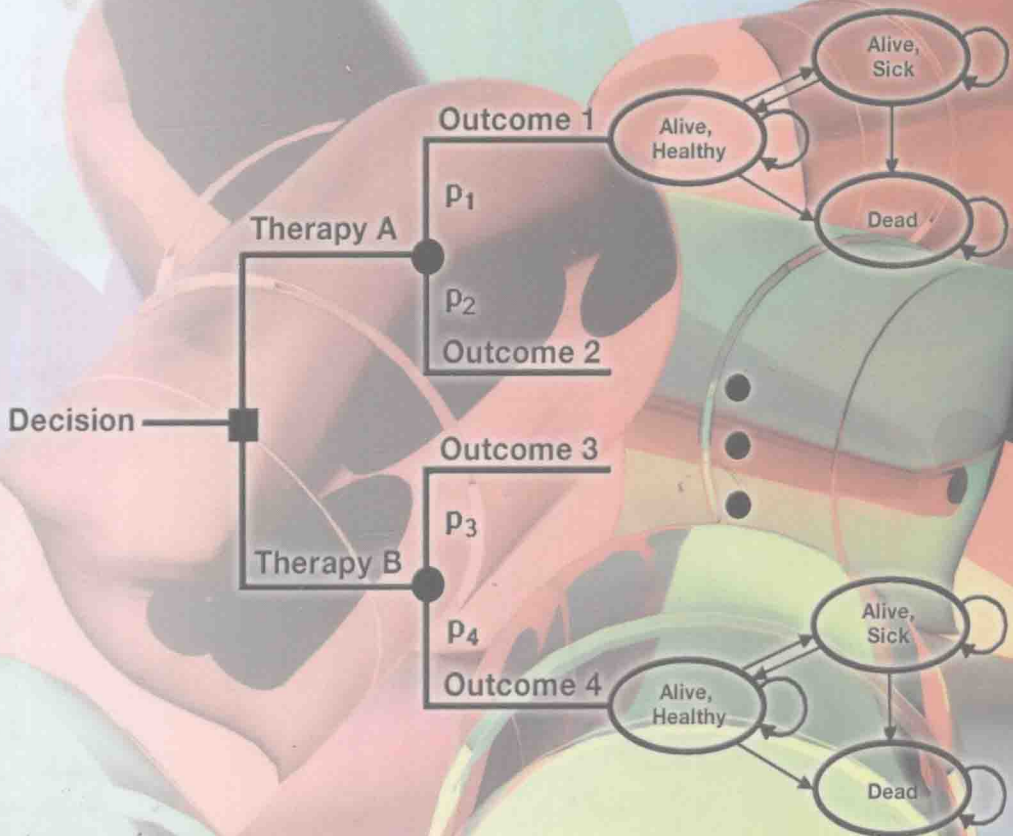 Alive,
Sick
Outcome 1
Alive,
Healthy
p1
Therapy A
Dead
p2
Outcome 2
Decision
Outcome 3
p3
Therapy B
Alive,
Sick
p4
Outcome 4
Alive,
Healthy
Dead